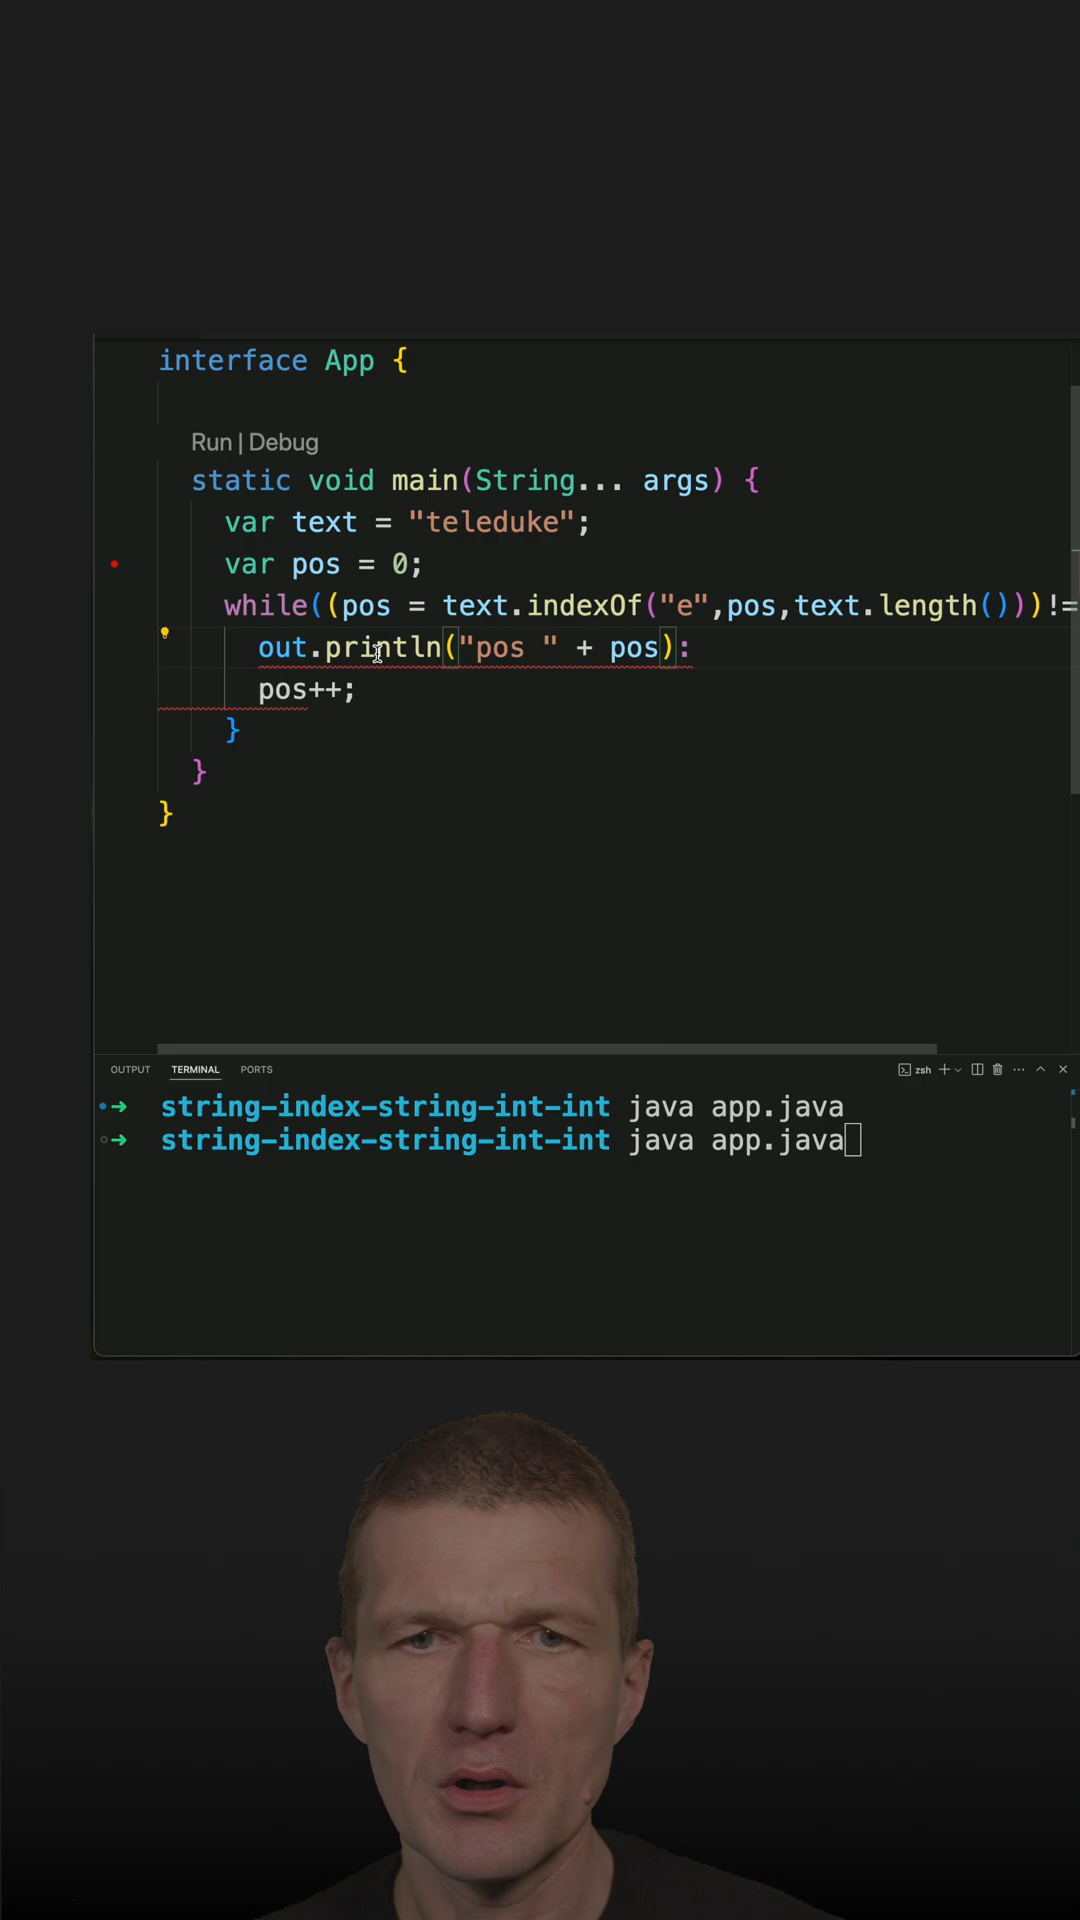 interface App {
Run | Debug
static void main(String... args) {
var text = "teleduke";
var pos = 0;
while((pos = text.indexOf("e",pos,text.length()))!=
out.println("pos " + pos):
pos++;
}
}
}
OUTPUT TERMINAL PORTS zsh
string-index-string-int-int java app.java
string-index-string-int-int java app.java